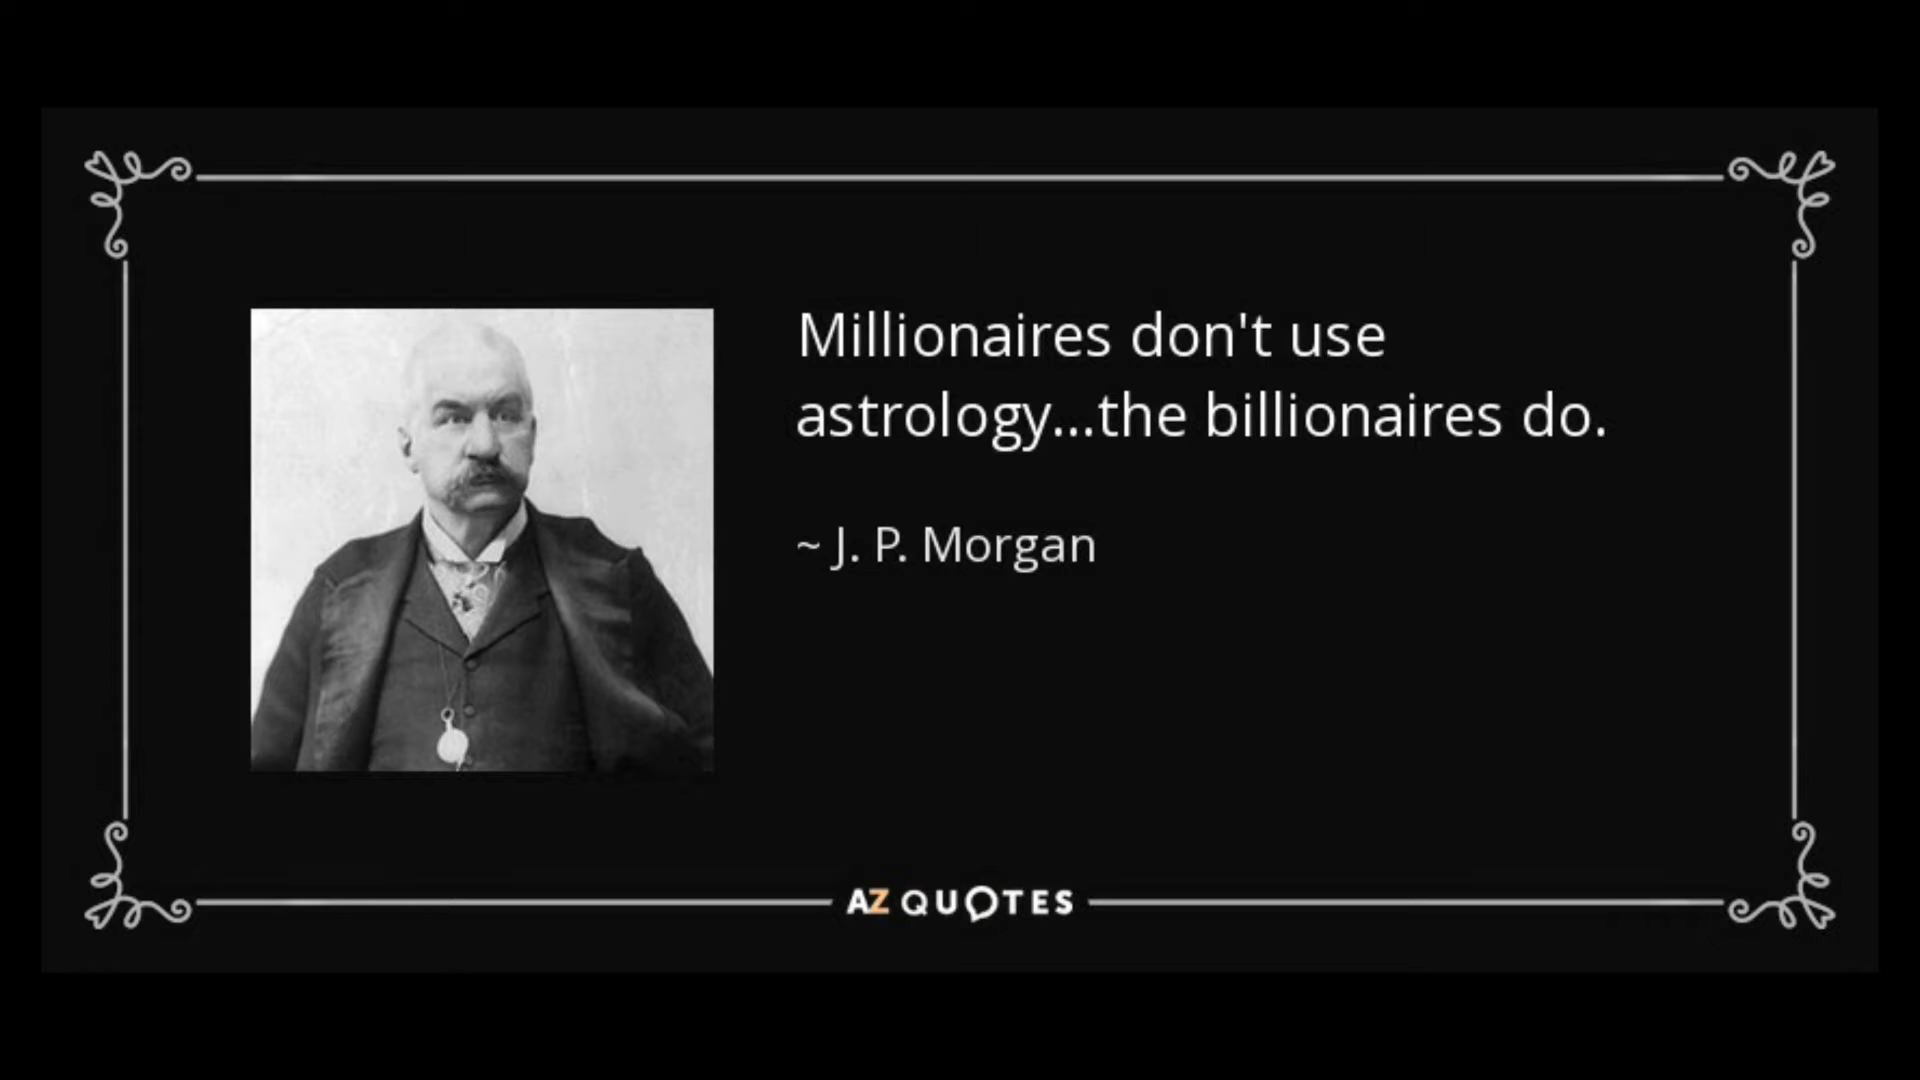 Millionaires don't use
astrology...the billionaires do.
~ J. P. Morgan
AZ QUOTES